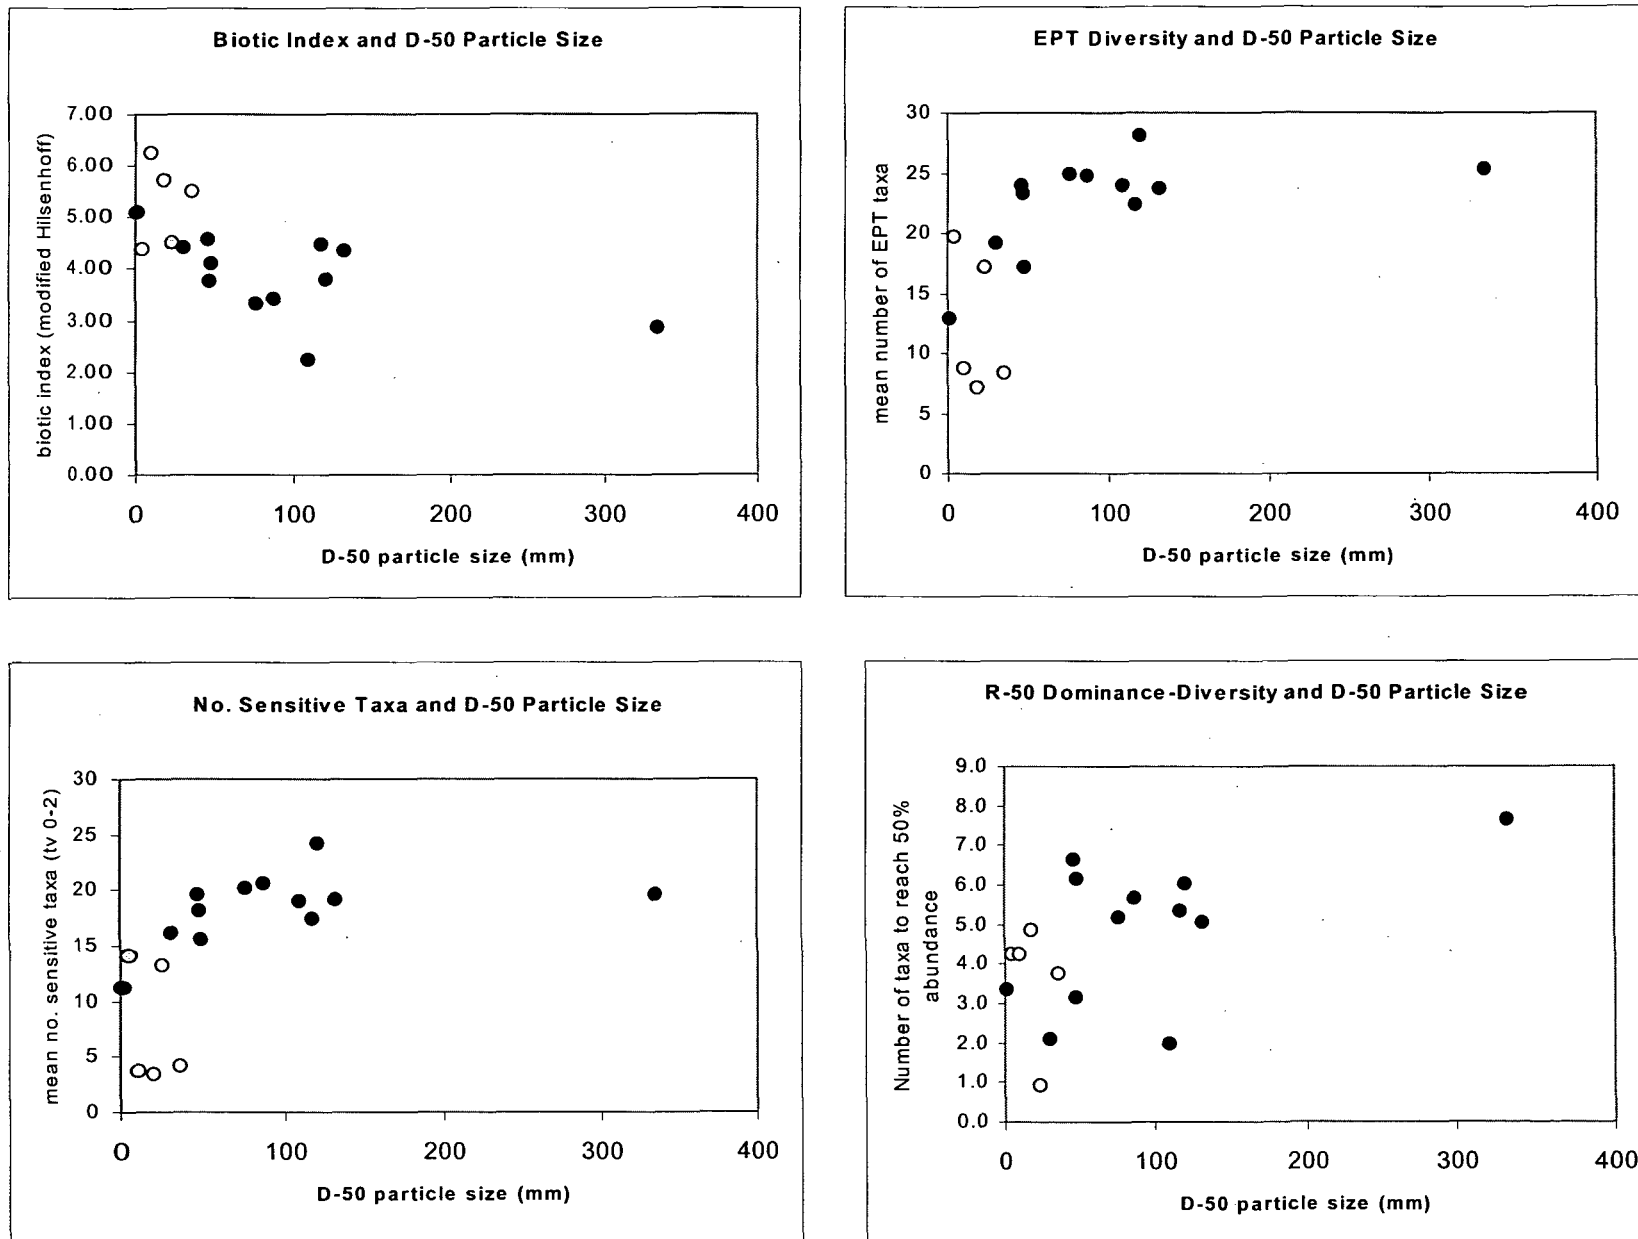 Biotic Index and D-50 Particle Size
biotic index (modified Hilsenhoff)
7.00
6.00
5.00
4.00
3.00
2.00
1.00
0.00
0 100 200 300 400
D-50 particle size (mm)
EPT Diversity and D-50 Particle Size
mean number of EPT taxa
30
25
20
15
10
5
0
0 100 200 300 400
D-50 particle size (mm)
No. Sensitive Taxa and D-50 Particle Size
mean no. sensitive taxa (tv 0-2)
30
25
20
15
10
5
0
0 100 200 300 400
D-50 particle size (mm)
R-50 Dominance-Diversity and D-50 Particle Size
Number of taxa to reach 50%
abundance
9.0
8.0
7.0
6.0
5.0
4.0
3.0
2.0
1.0
0.0
0 100 200 300 400
D-50 particle size (mm)